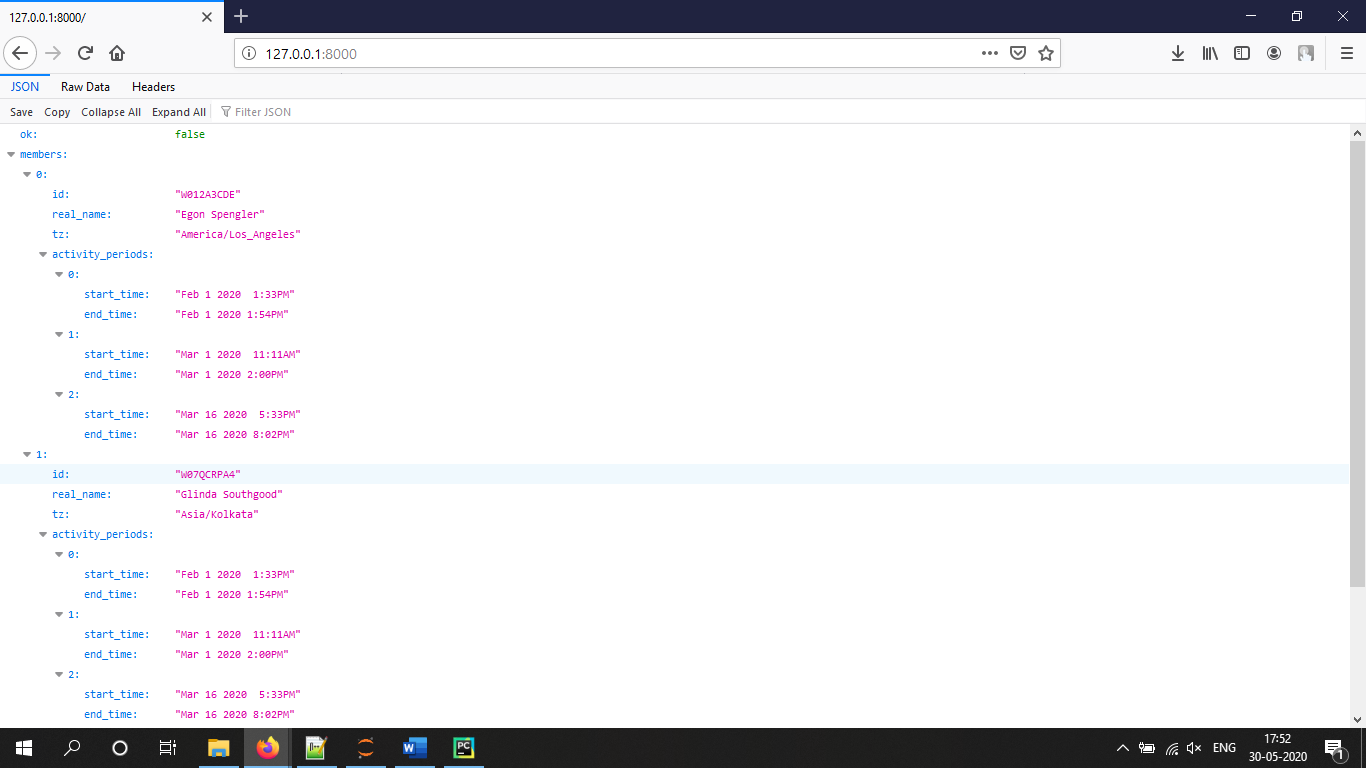 127.0.0.1:8000/
127.0.0.1:8000
JSON Raw Data Headers
Save Copy Collapse All Expand All Filter JSON
ok: false
members:
0:
id: "W012A3CDE"
real_name: "Egon Spengler"
tz: "America/Los_Angeles"
activity_periods:
0:
start_time: "Feb 1 2020  1:33PM"
end_time: "Feb 1 2020 1:54PM"
1:
start_time: "Mar 1 2020  11:11AM"
end_time: "Mar 1 2020 2:00PM"
2:
start_time: "Mar 16 2020  5:33PM"
end_time: "Mar 16 2020 8:02PM"
1:
id: "W07QCRPA4"
real_name: "Glinda Southgood"
tz: "Asia/Kolkata"
activity_periods:
0:
start_time: "Feb 1 2020  1:33PM"
end_time: "Feb 1 2020 1:54PM"
1:
start_time: "Mar 1 2020  11:11AM"
end_time: "Mar 1 2020 2:00PM"
2:
start_time: "Mar 16 2020  5:33PM"
end_time: "Mar 16 2020 8:02PM"
W PC ENG 17:52
30-05-2020 1